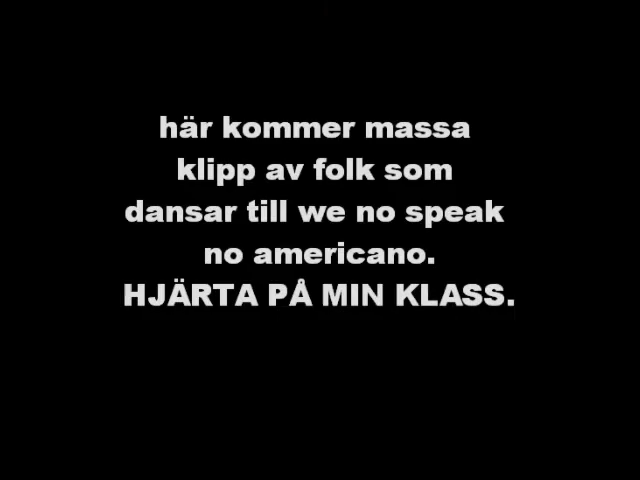 här kommer massa
klipp av folk som
dansar till we no speak
no americano.
HJÄRTA PÅ MIN KLASS.